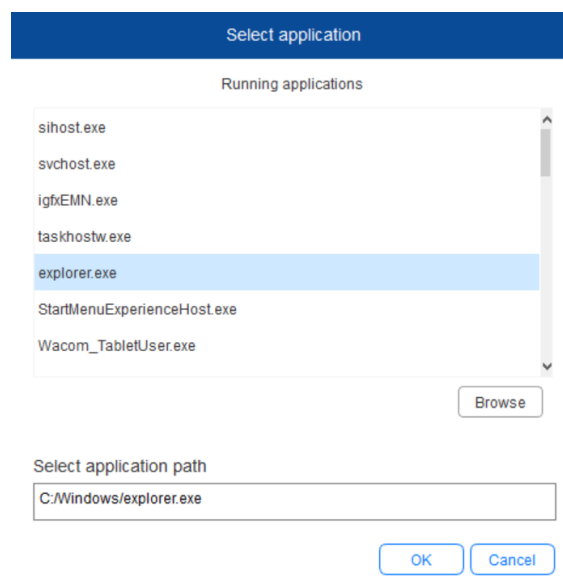 Select application
Running applications
sihost.exe
svchost.exe
igfxEMN.exe
taskhostw.exe
explorer.exe
StartMenuExperienceHost.exe
Wacom_TabletUser.exe
Browse
Select application path
C:/Windows/explorer.exe
OK Cancel